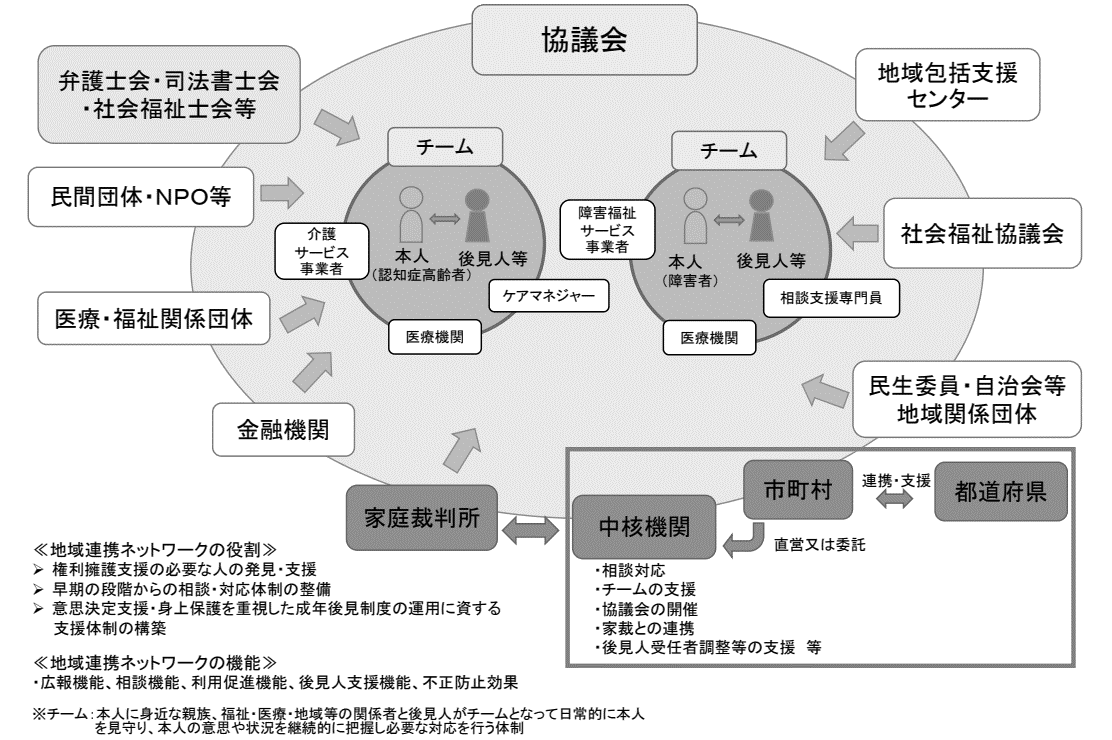 協議会
弁護士会・司法書士会
・社会福祉士会等
地域包括支援
センター
民間団体・NPO等
社会福祉協議会
医療・福祉関係団体
金融機関
民生委員・自治会等
地域関係団体
チーム
介護
サービス
事業者
本人
(認知症高齢者)
後見人等
ケアマネジャー
医療機関
チーム
障害福祉
サービス
事業者
本人
(障害者)
後見人等
相談支援専門員
医療機関
家庭裁判所
中核機関
市町村
連携・支援
都道府県
直営又は委託
・相談対応
・チームの支援
・協議会の開催
・家裁との連携
・後見人受任者調整等の支援 等
≪地域連携ネットワークの役割≫
➢ 権利擁護支援の必要な人の発見・支援
➢ 早期の段階からの相談・対応体制の整備
➢ 意思決定支援・身上保護を重視した成年後見制度の運用に資する
支援体制の構築
≪地域連携ネットワークの機能≫
・広報機能、相談機能、利用促進機能、後見人支援機能、不正防止効果
※チーム：本人に身近な親族、福祉・医療・地域等の関係者と後見人がチームとなって日常的に本人
を見守り、本人の意思や状況を継続的に把握し必要な対応を行う体制